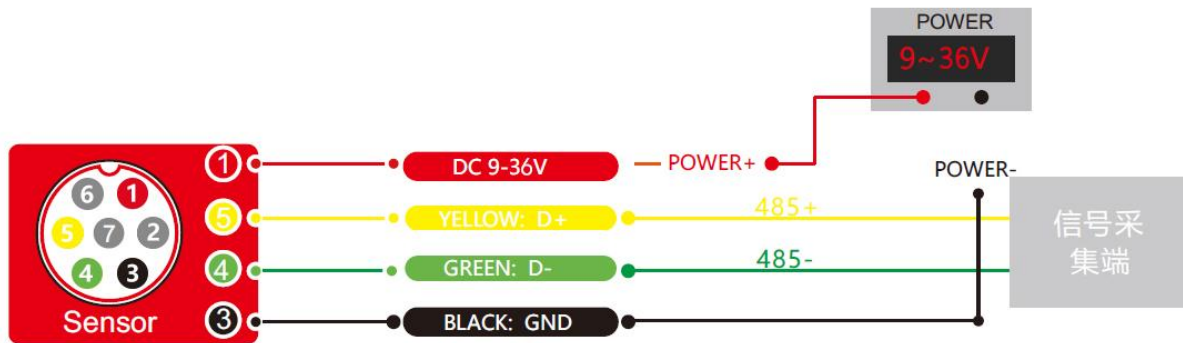 POWER
9~36V
1
DC 9-36V
POWER+
POWER-
6 1
5
YELLOW: D+
485+
5 7 2
信号采
集端
4
GREEN: D-
485-
4 3
Sensor
3
BLACK: GND